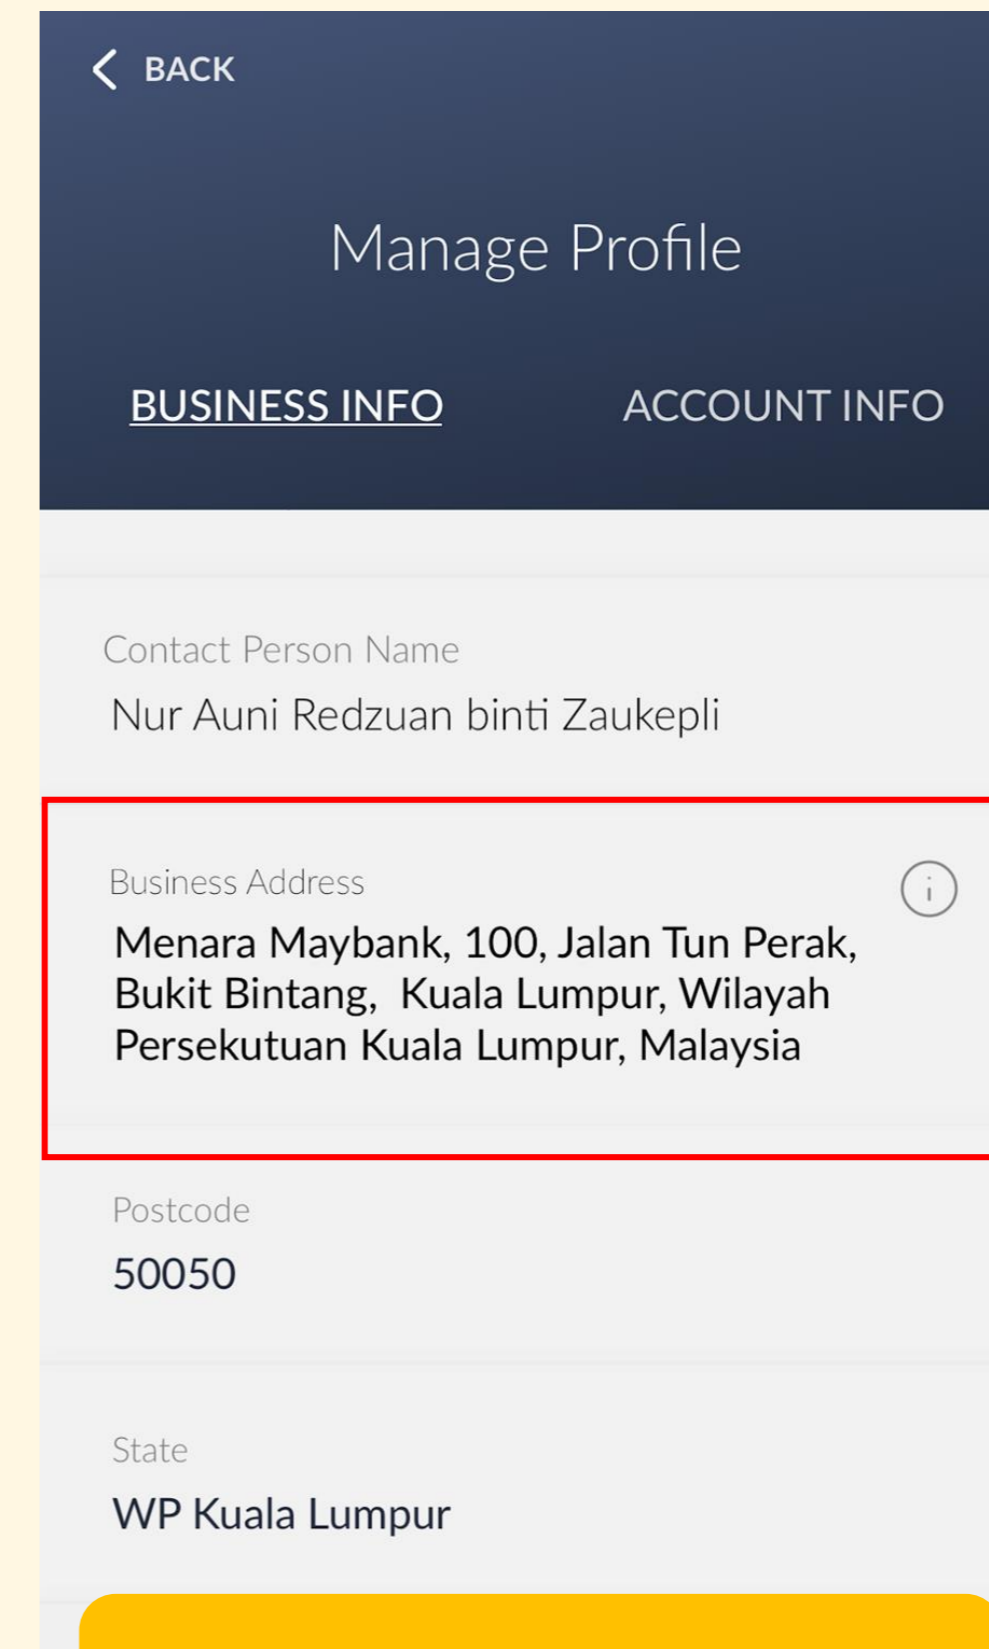 BACK
Manage Profile
BUSINESS INFO
ACCOUNT INFO
Contact Person Name
Nur Auni Redzuan binti Zaukepli
Business Address
Menara Maybank, 100, Jalan Tun Perak,
Bukit Bintang, Kuala Lumpur, Wilayah
Persekutuan Kuala Lumpur, Malaysia
Postcode
50050
State
WP Kuala Lumpur